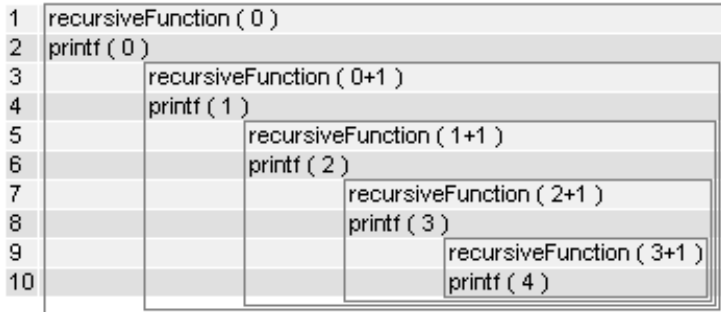 1 recursiveFunction ( 0 )
2 printf ( 0 )
3 recursiveFunction ( 0+1 )
4 printf ( 1 )
5 recursiveFunction ( 1+1 )
6 printf ( 2 )
7 recursiveFunction ( 2+1 )
8 printf ( 3 )
9 recursiveFunction ( 3+1 )
10 printf ( 4 )